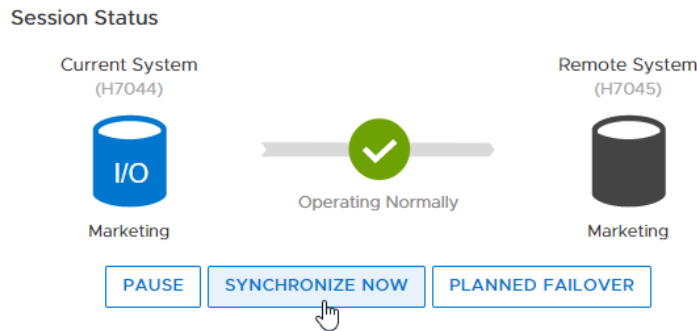 Session Status
Current System
Remote System
(H7044)
(H7045)
I/O
Operating Normally
Marketing
Marketing
PAUSE
SYNCHRONIZE NOW
PLANNED FAILOVER